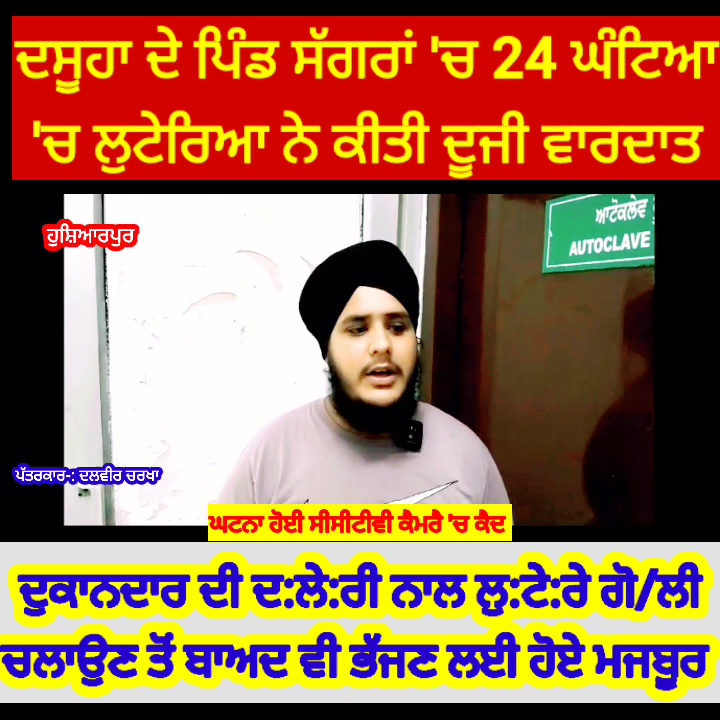 ਦਸੂਹਾ ਦੇ ਪਿੰਡ ਸੱਗਰਾਂ 'ਚ 24 ਘੰਟਿਆ
'ਚ ਲੁਟੇਰਿਆ ਨੇ ਕੀਤੀ ਦੂਜੀ ਵਾਰਦਾਤ
ਹੁਸ਼ਿਆਰਪੁਰ
ਆਟੋਕਲੇਵ
AUTOCLAVE
ਪੱਤਰਕਾਰ-: ਦਲਵੀਰ ਚਰਖਾ
ਘਟਨਾ ਹੋਈ ਸੀਸੀਟੀਵੀ ਕੈਮਰੈ 'ਚ ਕੈਦ
ਦੁਕਾਨਦਾਰ ਦੀ ਦ:ਲੇ:ਰੀ ਨਾਲ ਲੁ:ਟੇ:ਰੇ ਗੋ/ਲੀ
ਚਲਾਉਣ ਤੋਂ ਬਾਅਦ ਵੀ ਭੱਜਣ ਲਈ ਹੋਏ ਮਜਬੂਰ